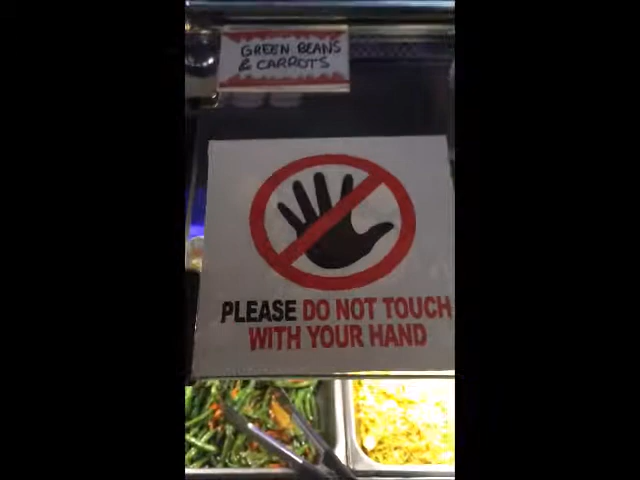 GREEN BEANS
& CARROTS
PLEASE DO NOT TOUCH
WITH YOUR HAND